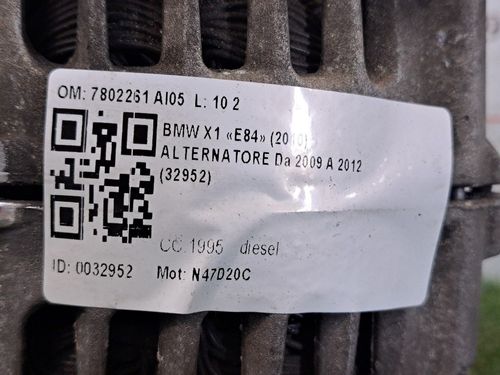 OM: 7802261 AI05 L: 10 2
BMW X1 «E84» (2010)
ALTERNATORE Da 2009 A 2012
(32952)
CC: 1995 diesel
ID: 0032952 Mot: N47D20C